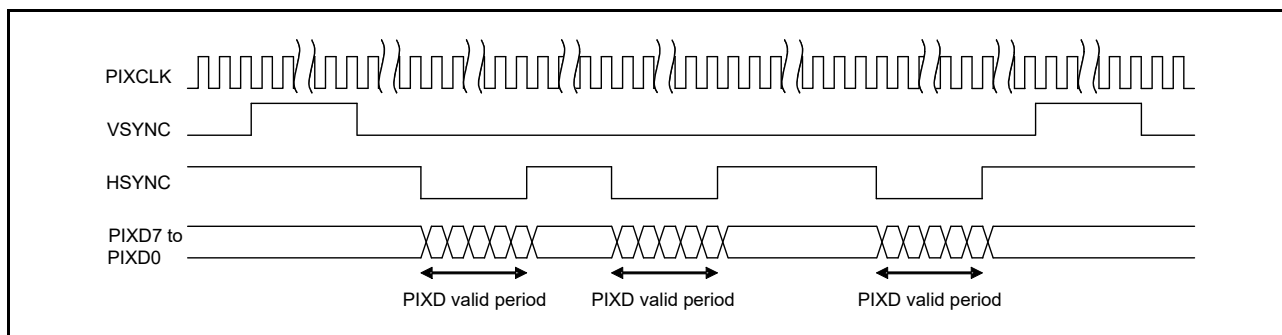 PIXCLK
VSYNC
HSYNC
PIXD7 to
PIXD0
PIXD valid period
PIXD valid period
PIXD valid period